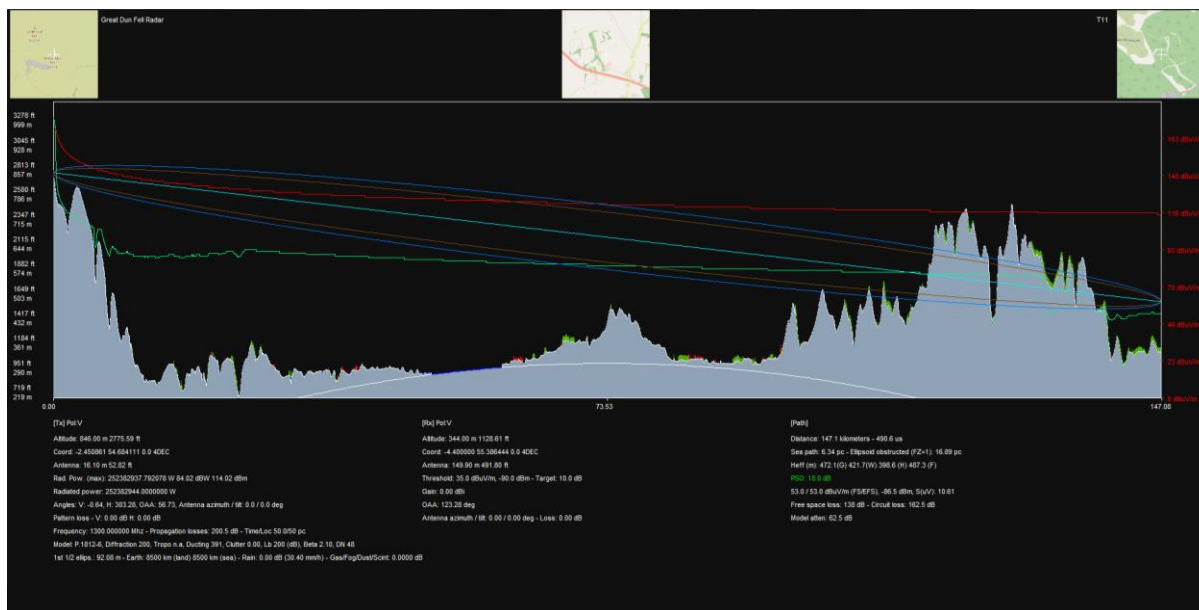 Great Dun Fell Radar
T11
3278 ft
999 m
3045 ft
928 m
2813 ft
857 m
2580 ft
786 m
2347 ft
715 m
2115 ft
644 m
1882 ft
574 m
1649 ft
503 m
1417 ft
432 m
1184 ft
361 m
951 ft
290 m
719 ft
219 m
0.00
73.53
147.08
0 dBuV/m
[Tx] Pol:V
Altitude: 846.00 m 2775.59 ft
Coord: -2.450861 54.684111 0.0 4DEC
Antenna: 16.10 m 52.82 ft
Rad. Pow. (max): 252382937.792078 W 84.02 dBW 114.02 dBm
Radiated power: 252382944.0000000 W
Angles: V: -0.64, H: 303.28, OAA: 56.73, Antenna azimuth / tilt: 0.0 / 0.0 deg
Pattern loss - V: 0.00 dB H: 0.00 dB
Frequency: 1300.000000 Mhz - Propagation losses: 200.5 dB - Time/Loc 50.0/50 pc
Model: P.1812-6, Diffraction 200, Tropo n.a, Ducting 391, Clutter 0.00, Lb 200 (dB), Beta 2.10, DN 48
1st 1/2 ellips.: 92.08 m - Earth: 8500 km (land) 8500 km (sea) - Rain: 0.00 dB (30.40 mm/h) - Gas/Fog/Dust/Scint: 0.0000 dB
[Rx] Pol:V
Altitude: 344.00 m 1128.61 ft
Coord: -4.400000 55.386444 0.0 4DEC
Antenna: 149.90 m 491.80 ft
Threshold: 35.0 dBuV/m, -90.0 dBm - Target: 10.0 dB
Gain: 0.00 dBi
OAA: 123.28 deg
Antenna azimuth / tilt: 0.00 / 0.00 deg - Loss: 0.00 dB
[Path]
Distance: 147.1 kilometers - 490.6 us
Sea path: 6.34 pc - Ellipsoid obstructed (FZ=1): 16.89 pc
Heff (m): 472.1(G) 421.7(W) 398.6 (H) 487.3 (F)
PSO: 18.0 dB
53.0 / 53.0 dBuV/m (FS/EFS), -86.5 dBm, S(uV): 10.61
Free space loss: 138 dB - Circuit loss: 162.5 dB
Model atten: 62.5 dB